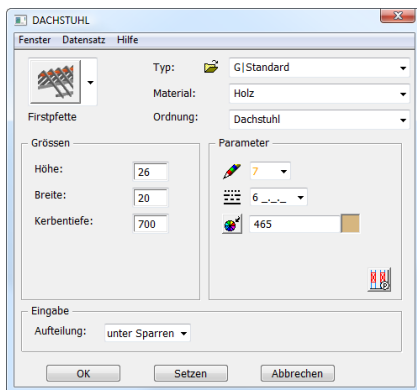 DACHSTUHL
Fenster Datensatz Hilfe
Typ: G|Standard
Material: Holz
Firstpfette
Ordnung: Dachstuhl
Grössen
Höhe: 26
Breite: 20
Kerbentiefe: 700
Parameter
7
6 _._._
465
Eingabe
Aufteilung: unter Sparren
OK Setzen Abbrechen